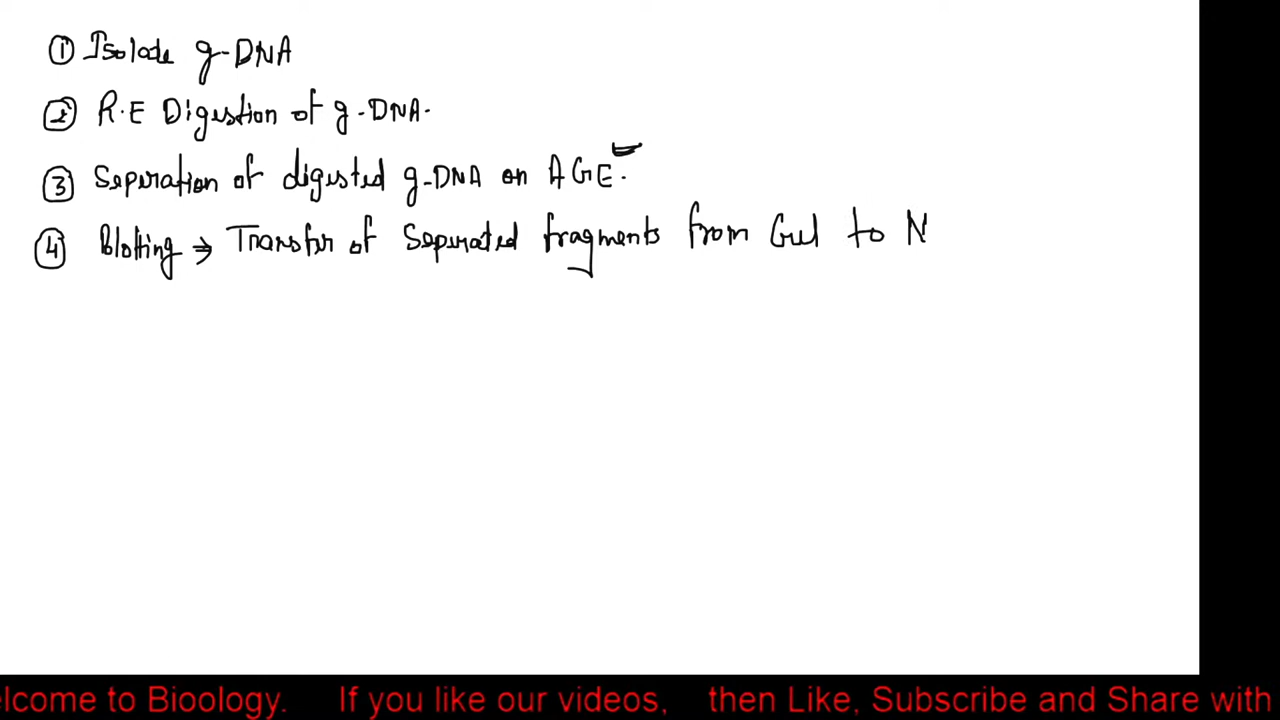 ① Isolate g-DNA
② R.E Digestion of g-DNA.
③ Separation of digested g-DNA on AGE.
④ Blotting → Transfer of Separated fragments from Gel to N
elcome to Bioology. If you like our videos, then Like, Subscribe and Share with